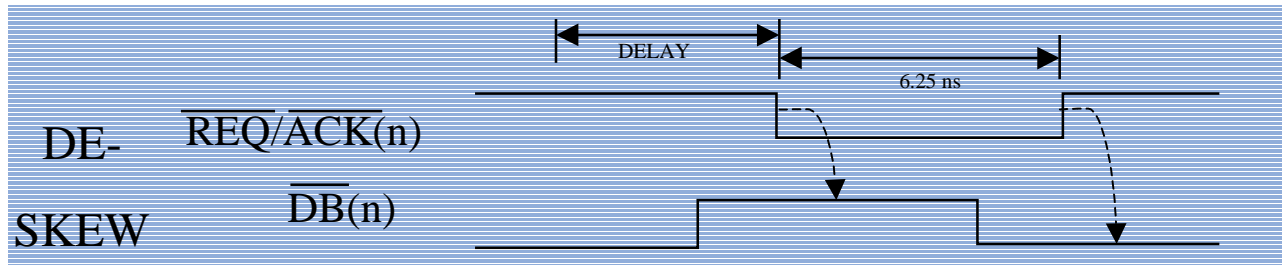 DELAY
6.25 ns
REQ/ACK(n)
DE-
DB(n)
SKEW